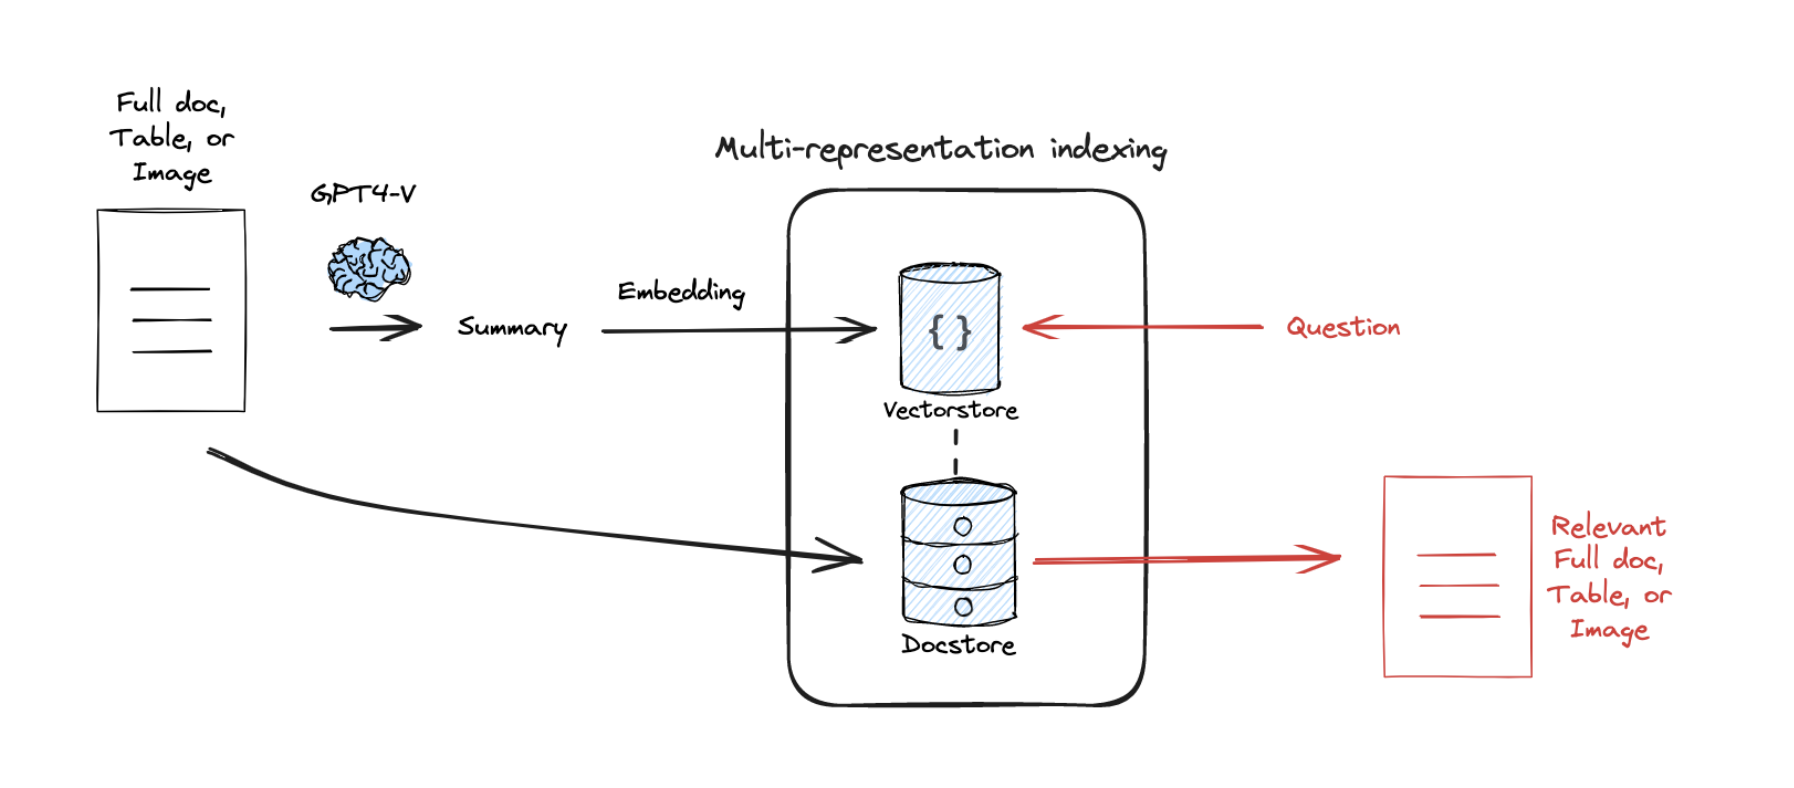 Full doc,
Table, or
Image
GPT4-V
Summary
Embedding
Multi-representation indexing
{ }
Vectorstore
Docstore
Question
Relevant
Full doc,
Table, or
Image